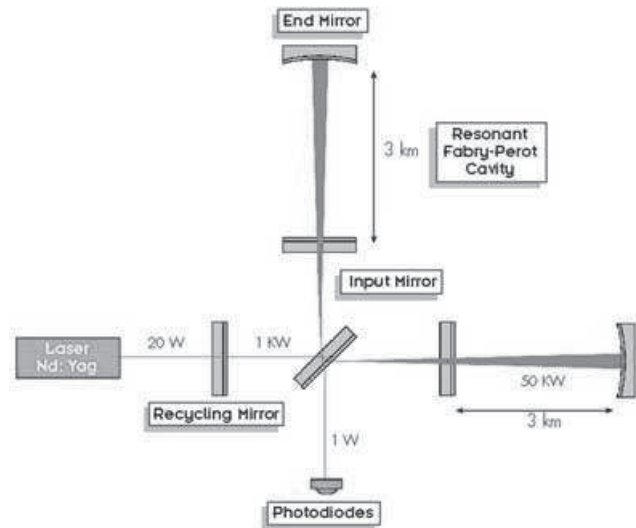 End Mirror
3 km
Resonant
Fabry-Perot
Cavity
Input Mirror
Laser
Nd: Yag
20 W
1 KW
Recycling Mirror
50 KW
3 km
1 W
Photodiodes